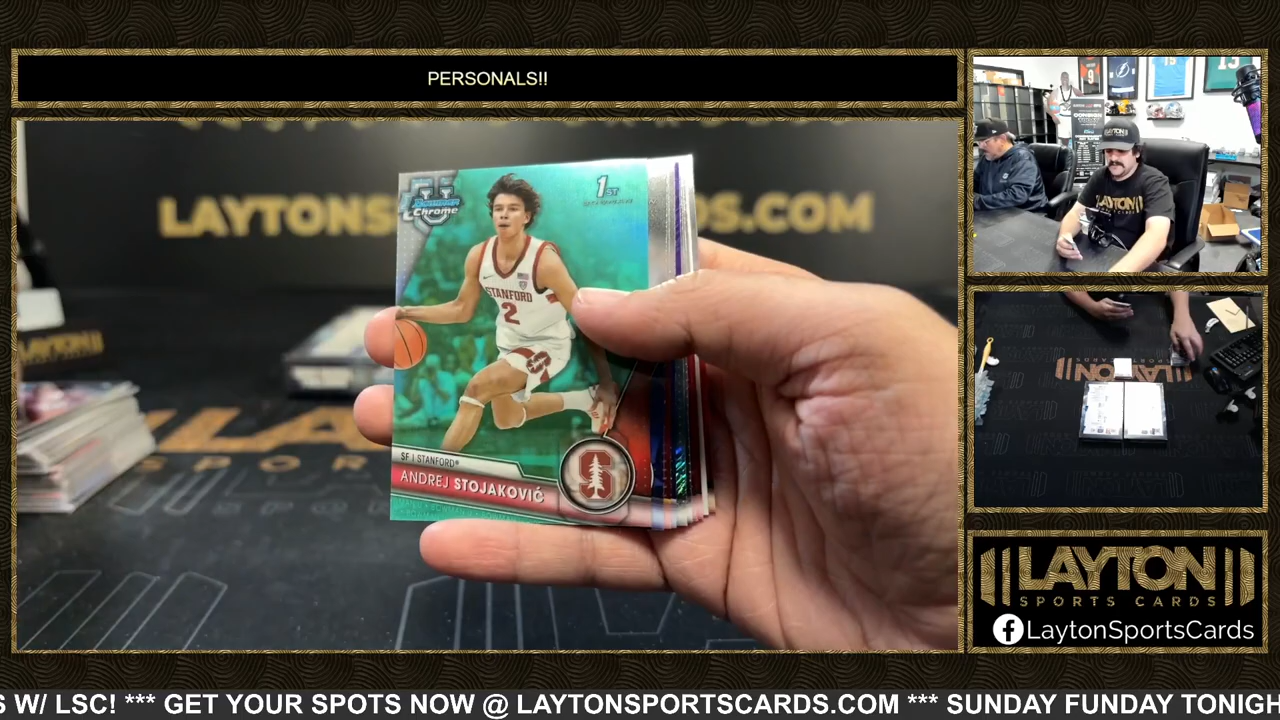 PERSONALS!!
LAYTONS DS.COM
U
BOWMAN
Chrome
1ST
STANFORD
2
SF | STANFORD®
ANDREJ STOJAKOVIĆ
S
LAYTON
LAYTON
SPORTS CARDS
LaytonSportsCards
S W/ LSC! *** GET YOUR SPOTS NOW @ LAYTONSPORTSCARDS.COM *** SUNDAY FUNDAY TONIGH